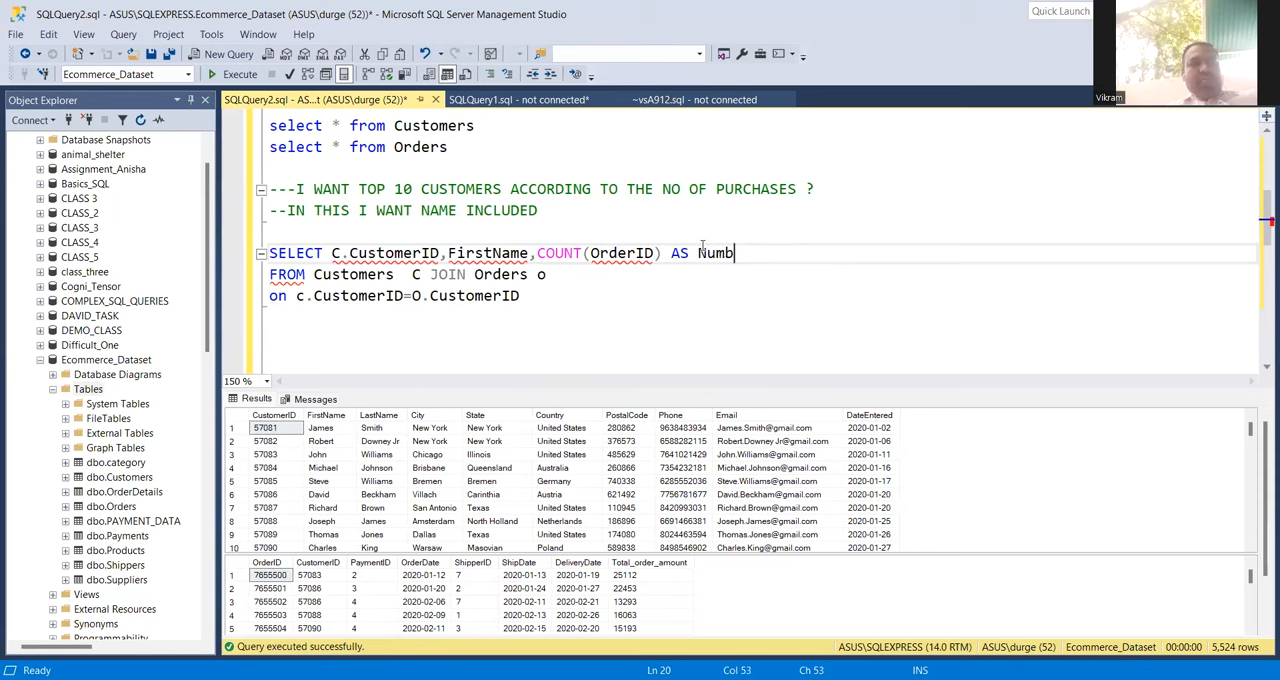 SQLQuery2.sql - ASUS\SQLEXPRESS.Ecommerce_Dataset (ASUS\durge (52))* - Microsoft SQL Server Management Studio
Quick Launch
File Edit View Query Project Tools Window Help
New Query
Ecommerce_Dataset Execute
Vikram
Object Explorer
SQLQuery2.sql - AS...t (ASUS\durge (52))* SQLQuery1.sql - not connected* ~vsA912.sql - not connected
Connect
Database Snapshots
animal_shelter
Assignment_Anisha
Basics_SQL
CLASS 3
CLASS_2
CLASS_3
CLASS_4
CLASS_5
class_three
Cogni_Tensor
COMPLEX_SQL_QUERIES
DAVID_TASK
DEMO_CLASS
Difficult_One
Ecommerce_Dataset
Database Diagrams
Tables
System Tables
FileTables
External Tables
Graph Tables
dbo.category
dbo.Customers
dbo.OrderDetails
dbo.Orders
dbo.PAYMENT_DATA
dbo.Payments
dbo.Products
dbo.Shippers
dbo.Suppliers
Views
External Resources
Synonyms
Programmability
select * from Customers
select * from Orders
---I WANT TOP 10 CUSTOMERS ACCORDING TO THE NO OF PURCHASES ?
--IN THIS I WANT NAME INCLUDED
SELECT C.CustomerID,FirstName,COUNT(OrderID) AS Numb
FROM Customers C JOIN Orders o
on c.CustomerID=O.CustomerID
150 %
Results Messages
CustomerID FirstName LastName City State Country PostalCode Phone Email DateEntered
1 57081 James Smith New York New York United States 280862 9638483934 James.Smith@gmail.com 2020-01-02
2 57082 Robert Downey Jr New York New York United States 376573 6588282115 Robert.Downey Jr@gmail.com 2020-01-06
3 57083 John Williams Chicago Illinois United States 485629 7641021429 John.Williams@gmail.com 2020-01-11
4 57084 Michael Johnson Brisbane Queensland Australia 260866 7354232181 Michael.Johnson@gmail.com 2020-01-16
5 57085 Steve Williams Bremen Bremen Germany 740338 6285552036 Steve.Williams@gmail.com 2020-01-17
6 57086 David Beckham Villach Carinthia Austria 621492 7756781677 David.Beckham@gmail.com 2020-01-20
7 57087 Richard Brown San Antonio Texas United States 110945 8420993031 Richard.Brown@gmail.com 2020-01-20
8 57088 Joseph James Amsterdam North Holland Netherlands 186896 6691466381 Joseph.James@gmail.com 2020-01-25
9 57089 Thomas Jones Dallas Texas United States 174080 8024463594 Thomas.Jones@gmail.com 2020-01-26
10 57090 Charles King Warsaw Masovian Poland 589838 8498546902 Charles.King@gmail.com 2020-01-27
OrderID CustomerID PaymentID OrderDate ShipperID ShipDate DeliveryDate Total_order_amount
1 7655500 57083 2 2020-01-12 7 2020-01-13 2020-01-19 25112
2 7655501 57086 3 2020-01-20 2 2020-01-24 2020-01-27 22453
3 7655502 57086 4 2020-02-06 7 2020-02-11 2020-02-21 13293
4 7655503 57088 4 2020-02-09 1 2020-02-13 2020-02-26 16063
5 7655504 57090 4 2020-02-11 3 2020-02-15 2020-02-20 15193
Query executed successfully. ASUS\SQLEXPRESS (14.0 RTM) ASUS\durge (52) Ecommerce_Dataset 00:00:00 5,524 rows
Ready Ln 20 Col 53 Ch 53 INS